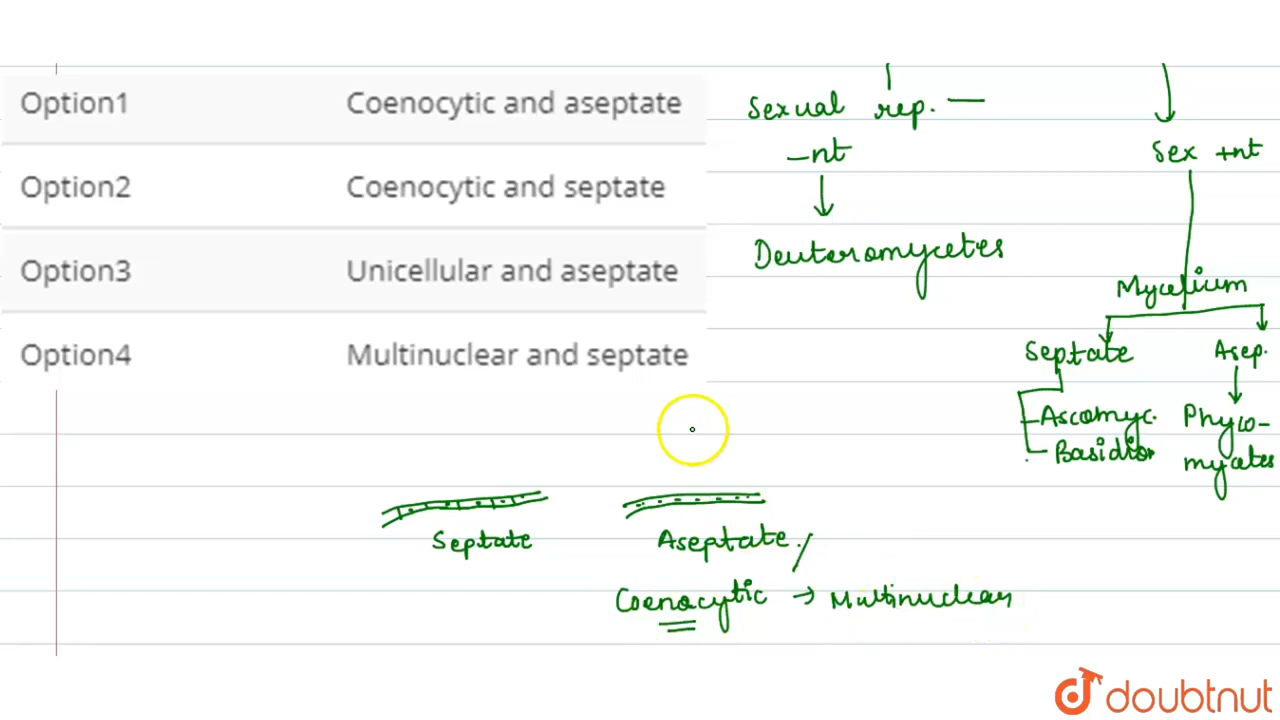 Option1 Coenocytic and aseptate
Option2 Coenocytic and septate
Option3 Unicellular and aseptate
Option4 Multinuclear and septate
Sexual rep. —
-nt
Deuteromycetes
Sex +nt
Mycelium
Septate Asep.
Ascomyc. Phyco-
Basidio mycetes
Septate Aseptate./
Coenocytic → Multinuclear
doubtnut